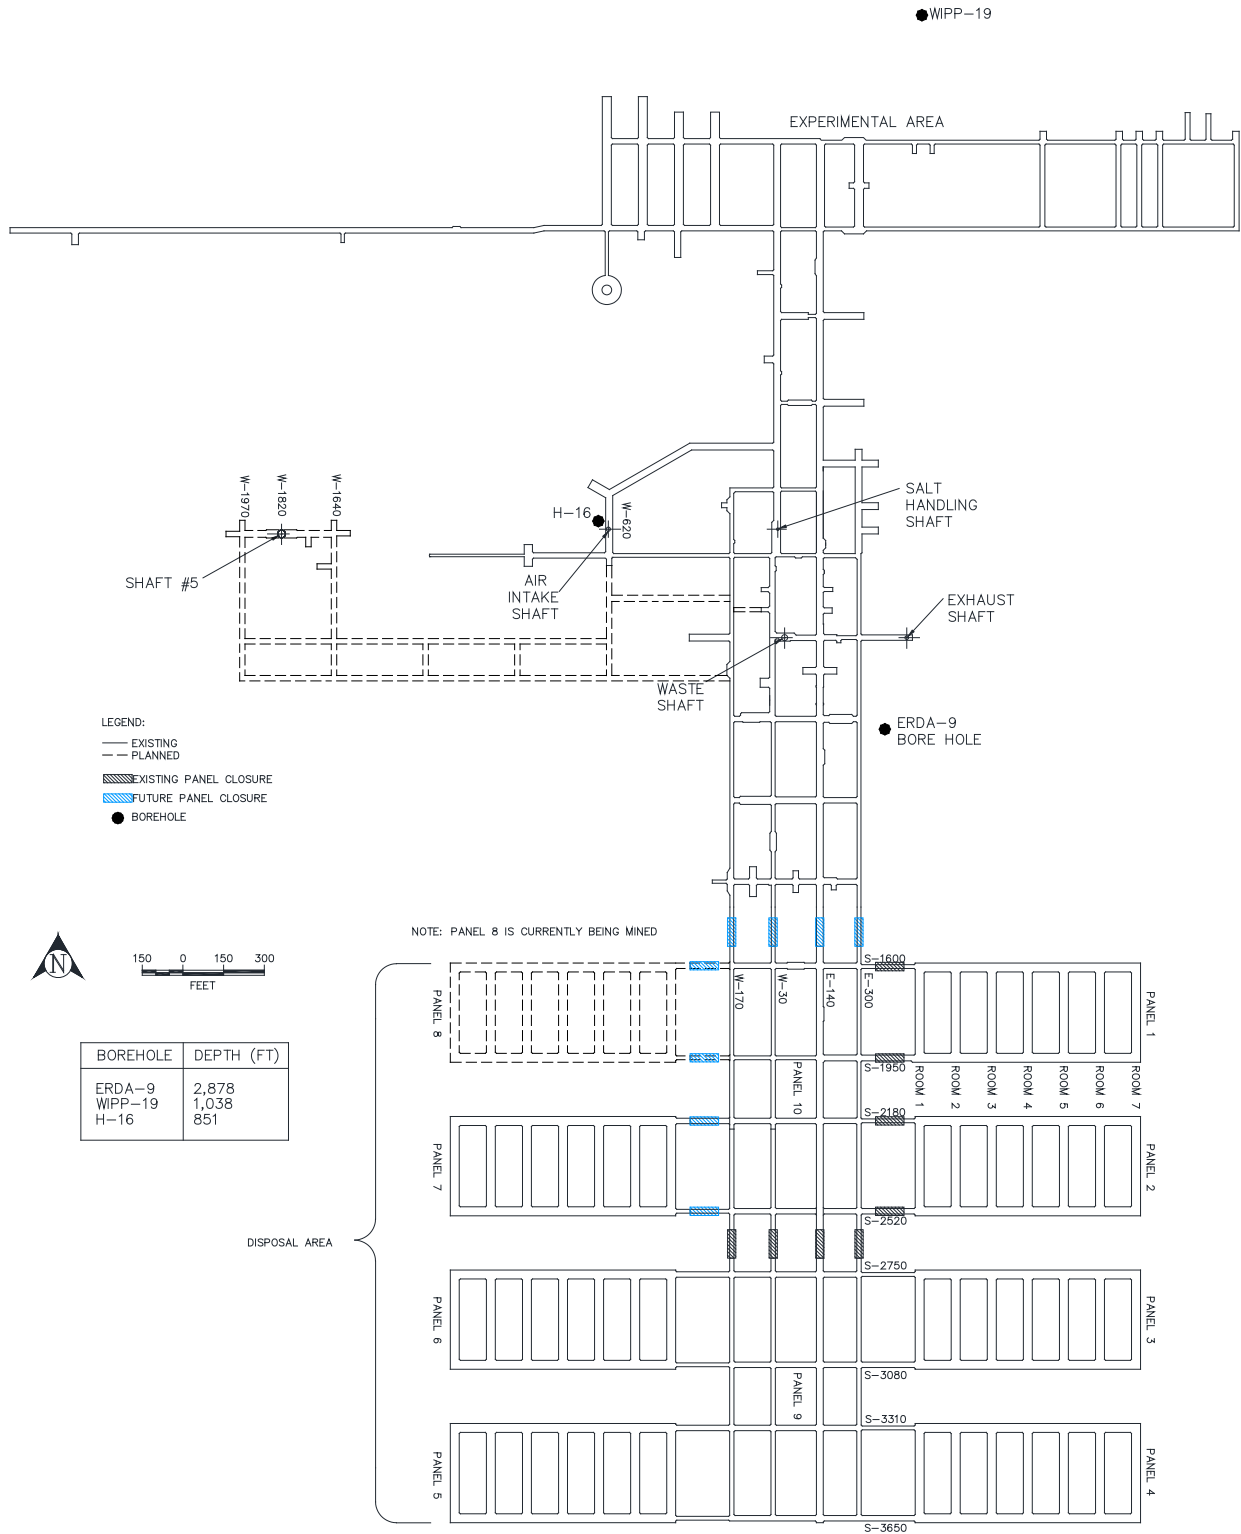 WIPP-19
EXPERIMENTAL AREA
W-1970
W-1820
W-1640
H-16
W-620
SALT
HANDLING
SHAFT
SHAFT #5
AIR
INTAKE
SHAFT
EXHAUST
SHAFT
WASTE
SHAFT
ERDA-9
BORE HOLE
LEGEND:
EXISTING
PLANNED
EXISTING PANEL CLOSURE
FUTURE PANEL CLOSURE
BOREHOLE
N
150 0 150 300
FEET
NOTE: PANEL 8 IS CURRENTLY BEING MINED
BOREHOLE DEPTH (FT)
ERDA-9 2,878
WIPP-19 1,038
H-16 851
S-1600
W-170
W-30
E-140
E-300
PANEL 8
PANEL 1
S-1950
PANEL 10
ROOM 1
ROOM 2
ROOM 3
ROOM 4
ROOM 5
ROOM 6
ROOM 7
S-2180
PANEL 7
PANEL 2
S-2520
DISPOSAL AREA
S-2750
PANEL 6
PANEL 3
S-3080
PANEL 9
S-3310
PANEL 5
PANEL 4
S-3650